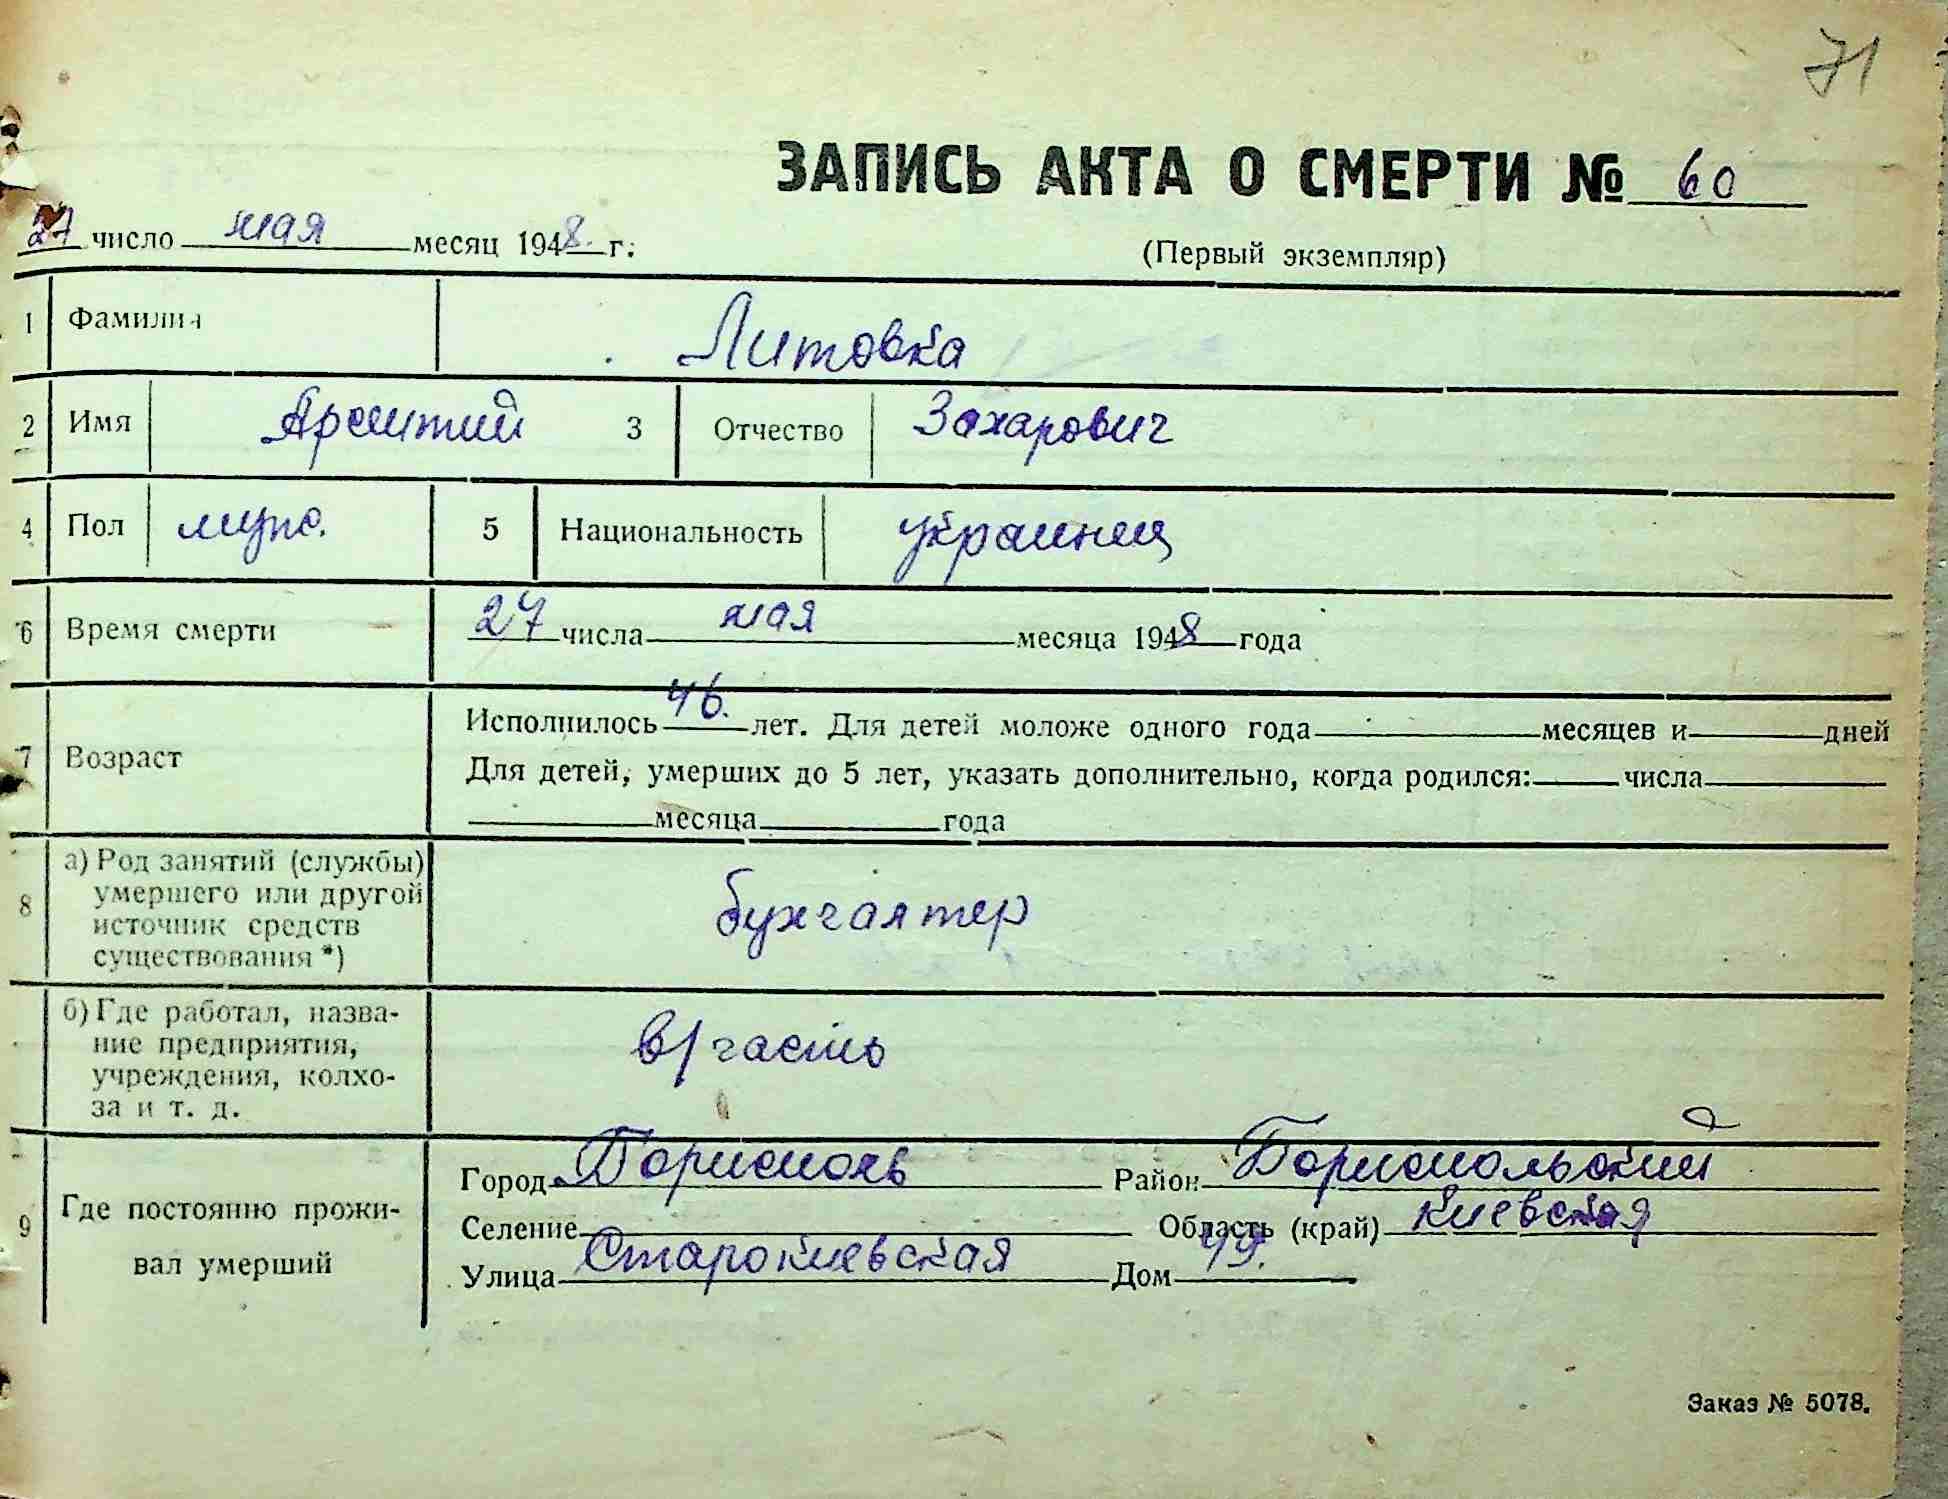 71
ЗАПИСЬ АКТА О СМЕРТИ № 60
27 число мая месяц 1948. г.
(Первый экземпляр)
1 Фамилия Литовка
2 Имя 3 Отчество Захарович
4 Пол муж. 5 Национальность украинец
6 Время смерти 27 числа мая месяца 1948 года
7 Возраст Исполнилось 46. лет. Для детей моложе одного года месяцев и дней
Для детей, умерших до 5 лет, указать дополнительно, когда родился: числа
месяца года
8 а) Род занятий (службы)
умершего или другой
источник средств
существования *)
бухгалтер
б) Где работал, назва-
ние предприятия,
учреждения, колхо-
за и т. д.
в/часть
9 Где постоянно прожи-
вал умерший
Город Борисполь Район Бориспольский
Селение Область (край) Киевская
Улица Старокиевская Дом
Заказ № 5078.